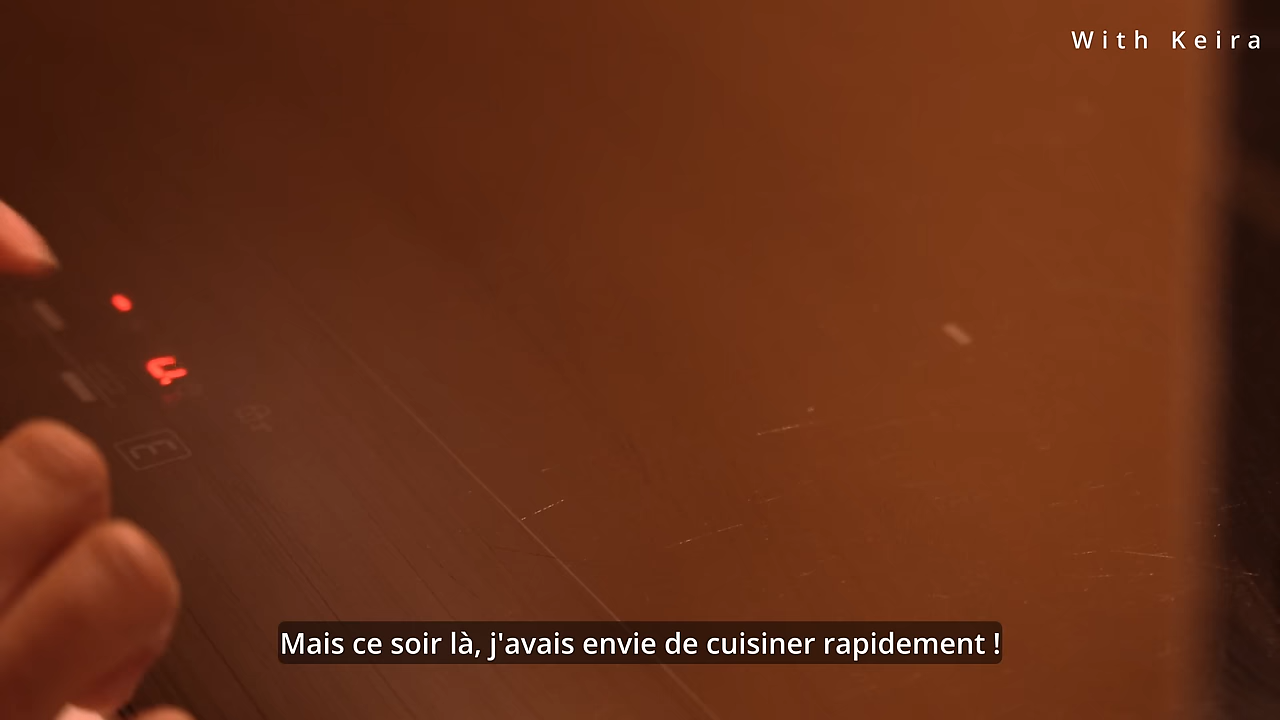 With Keira
Mais ce soir là, j'avais envie de cuisiner rapidement !